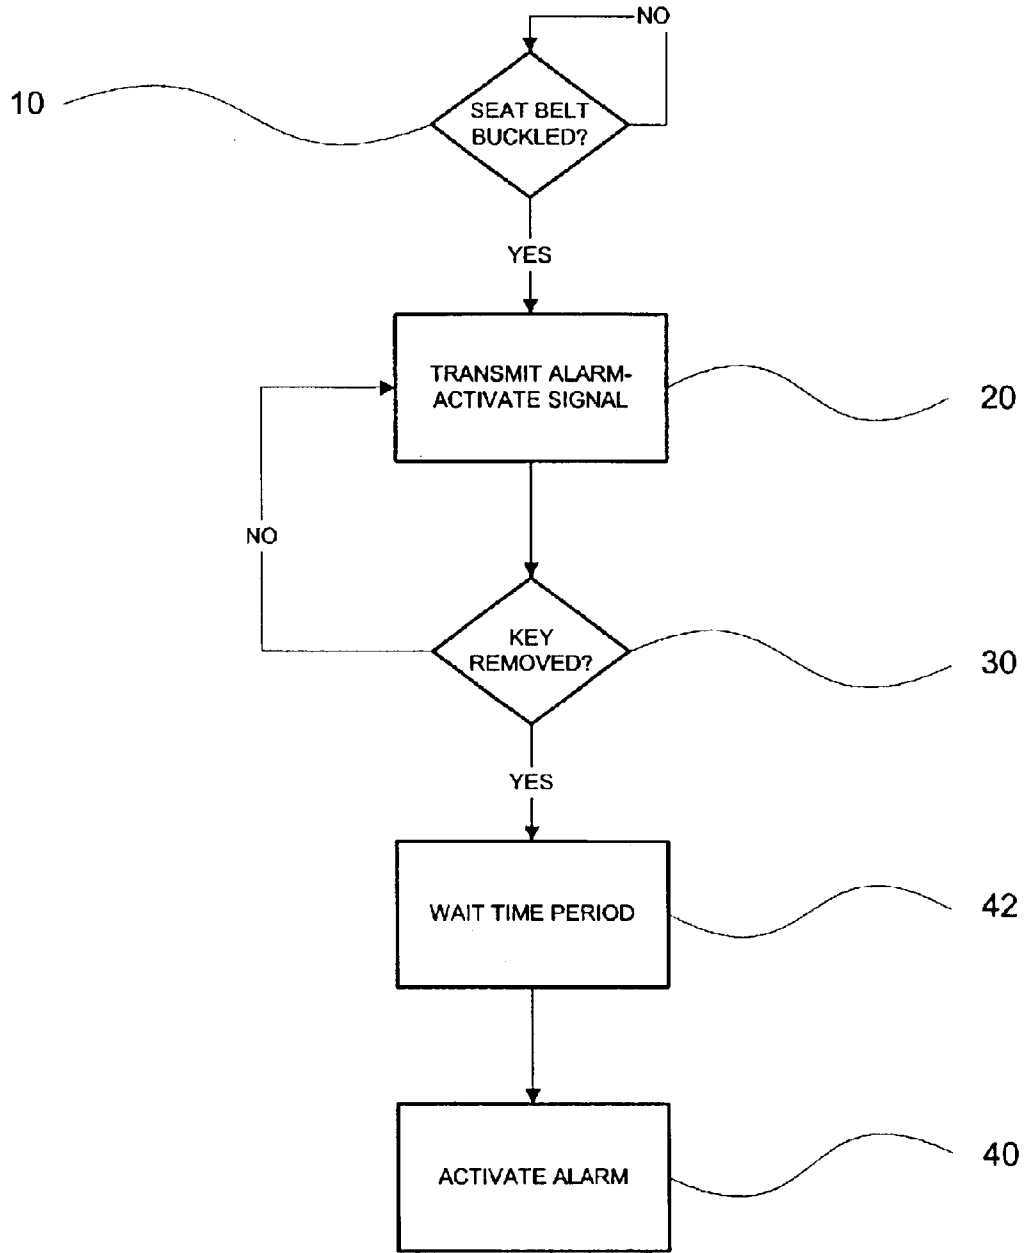 NO
10
SEAT BELT
BUCKLED?
YES
TRANSMIT ALARM-
ACTIVATE SIGNAL
20
NO
KEY
REMOVED?
30
YES
WAIT TIME PERIOD
42
ACTIVATE ALARM
40